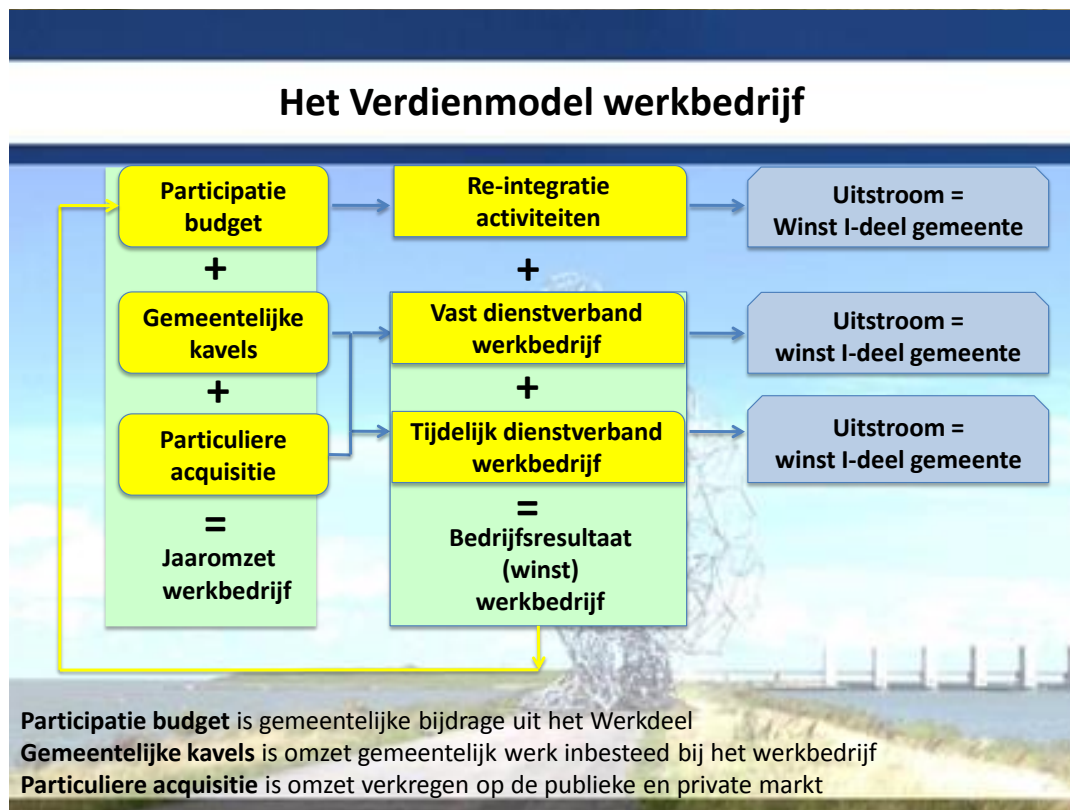 Het Verdienmodel werkbedrijf
Participatie
budget
+
Gemeentelijke
kavels
+
Particuliere
acquisitie
=
Jaaromzet
werkbedrijf
Re-integratie
activiteiten
+
Vast dienstverband
werkbedrijf
+
Tijdelijk dienstverband
werkbedrijf
=
Bedrijfsresultaat
(winst)
werkbedrijf
Uitstroom =
Winst I-deel gemeente
Uitstroom =
winst I-deel gemeente
Uitstroom =
winst I-deel gemeente
Participatie budget is gemeentelijke bijdrage uit het Werkdeel
Gemeentelijke kavels is omzet gemeentelijk werk inbesteed bij het werkbedrijf
Particuliere acquisitie is omzet verkregen op de publieke en private markt